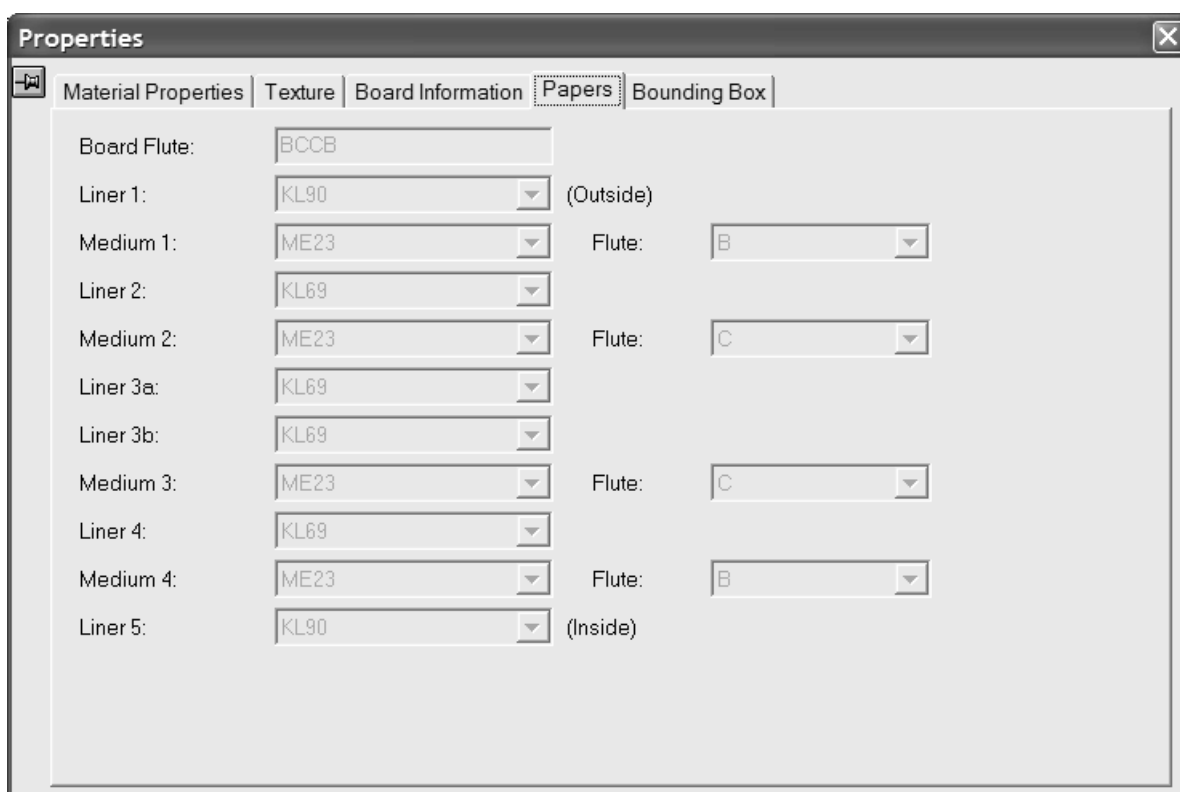 Properties
Material Properties Texture Board Information Papers Bounding Box
Board Flute: BCCB
Liner 1: KL90 (Outside)
Medium 1: ME23 Flute: B
Liner 2: KL69
Medium 2: ME23 Flute: C
Liner 3a: KL69
Liner 3b: KL69
Medium 3: ME23 Flute: C
Liner 4: KL69
Medium 4: ME23 Flute: B
Liner 5: KL90 (Inside)